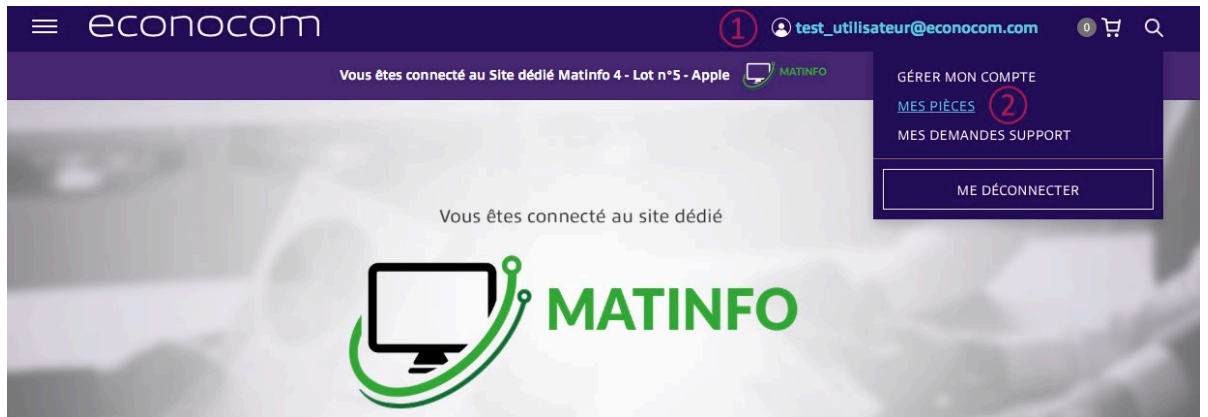 econocom
① test_utilisateur@econocom.com 0
Vous êtes connecté au Site dédié Matinfo 4 - Lot n°5 - Apple MATINFO
GÉRER MON COMPTE
MES PIÈCES ②
MES DEMANDES SUPPORT
ME DÉCONNECTER
Vous êtes connecté au site dédié
MATINFO